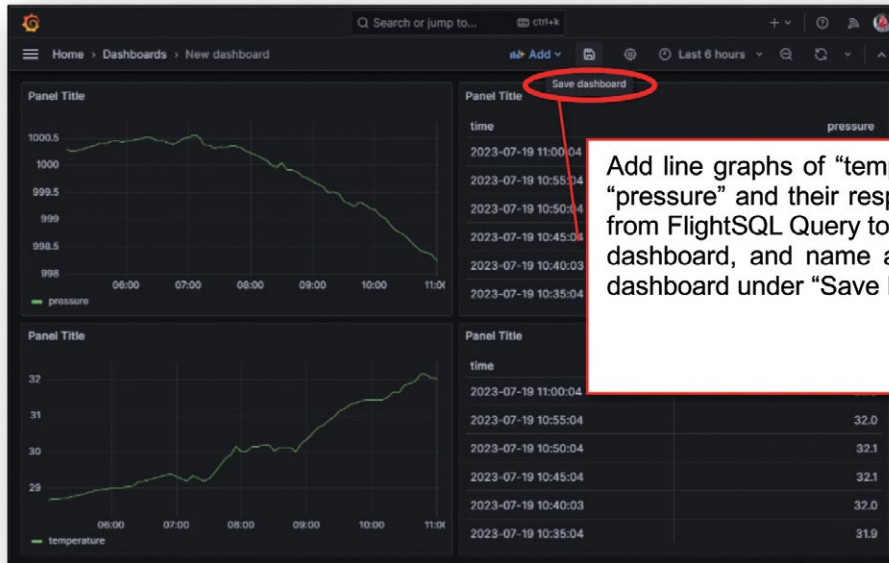 Search or jump to...
ctrl+k
Home › Dashboards › New dashboard
Add
Last 6 hours
Save dashboard
Panel Title
1000.5
1000
999.5
999
998.5
998
06:00 07:00 08:00 09:00 10:00 11:00
pressure
Panel Title
time pressure
2023-07-19 11:00:04
2023-07-19 10:55:04
2023-07-19 10:50:04
2023-07-19 10:45:04
2023-07-19 10:40:03
2023-07-19 10:35:04
Add line graphs of
“pressure” and their
from FlightSQL Query to
dashboard, and name
dashboard under “Save
Panel Title
32
31
30
29
06:00 07:00 08:00 09:00 10:00 11:00
temperature
Panel Title
time
2023-07-19 11:00:04
2023-07-19 10:55:04 32.0
2023-07-19 10:50:04 32.1
2023-07-19 10:45:04 32.1
2023-07-19 10:40:03 32.0
2023-07-19 10:35:04 31.9